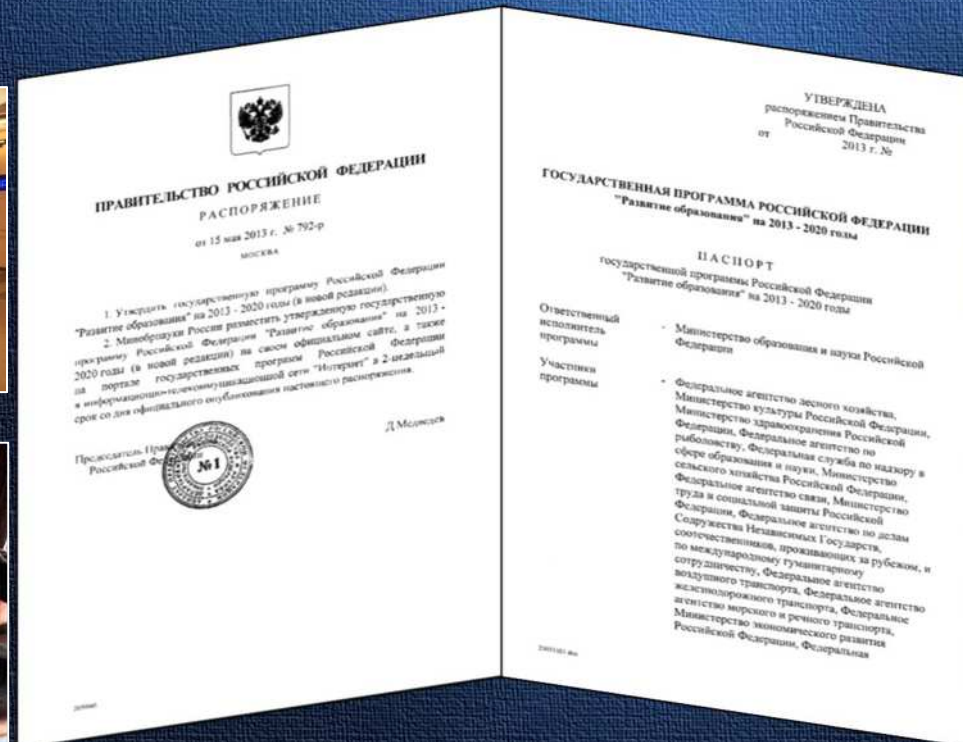 ПРАВИТЕЛЬСТВО РОССИЙСКОЙ ФЕДЕРАЦИИ
РАСПОРЯЖЕНИЕ
от 15 мая 2013 г. № 792-р
МОСКВА
1. Утвердить государственную программу Российской Федерации
"Развитие образования" на 2013 - 2020 годы (в новой редакции).
2. Минобрнауки России разместить утвержденную государственную
программу Российской Федерации "Развитие образования" на 2013 -
2020 годы (в новой редакции) на своем официальном сайте, а также
на портале государственных программ Российской Федерации
в информационно-телекоммуникационной сети "Интернет" в 2-недельный
срок со дня официального опубликования настоящего распоряжения.
Председатель Прав
Российской Фед
Д.Медведев
№1
УТВЕРЖДЕНА
распоряжением Правительства
Российской Федерации
от 2013 г. №
ГОСУДАРСТВЕННАЯ ПРОГРАММА РОССИЙСКОЙ ФЕДЕРАЦИИ
"Развитие образования" на 2013 - 2020 годы
ПАСПОРТ
государственной программы Российской Федерации
"Развитие образования" на 2013 - 2020 годы
Ответственный
исполнитель
программы
- Министерство образования и науки Российской
Федерации
Участники
программы
- Федеральное агентство лесного хозяйства,
Министерство культуры Российской Федерации,
Министерство здравоохранения Российской
Федерации, Федеральное агентство по
рыболовству, Федеральная служба по надзору в
сфере образования и науки, Министерство
сельского хозяйства Российской Федерации,
Федеральное агентство связи, Министерство
труда и социальной защиты Российской
Федерации, Федеральное агентство по делам
Содружества Независимых Государств,
соотечественников, проживающих за рубежом, и
по международному гуманитарному
сотрудничеству, Федеральное агентство
воздушного транспорта, Федеральное агентство
железнодорожного транспорта, Федеральное
агентство морского и речного транспорта,
Министерство экономического развития
Российской Федерации, Федеральная